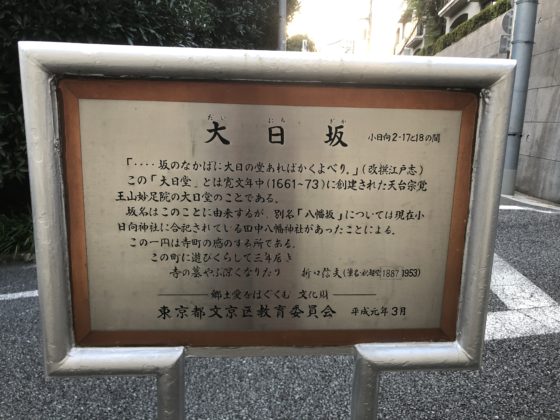 たい にち ざか
大日坂 小日向2-17と18の間
「‥‥坂のなかばに大日の堂あればかくよべり。」(改撰江戸志)
この「大日堂」とは寛文年中(1661~73)に創建された天台宗覚
王山妙足院の大日堂のことである。
坂名はこのことに由来するが、別名「八幡坂」については現在小
日向神社に合祀されている田中八幡神社があったことによる。
この一円は寺町の感のする所である。
この町に遊びくらして三年居き
寺の墓やぶ深くなりたり 折口信夫(筆名・釈迢空1887~1953)
郷土愛をはぐくむ 文化財
東京都文京区教育委員会 平成元年3月